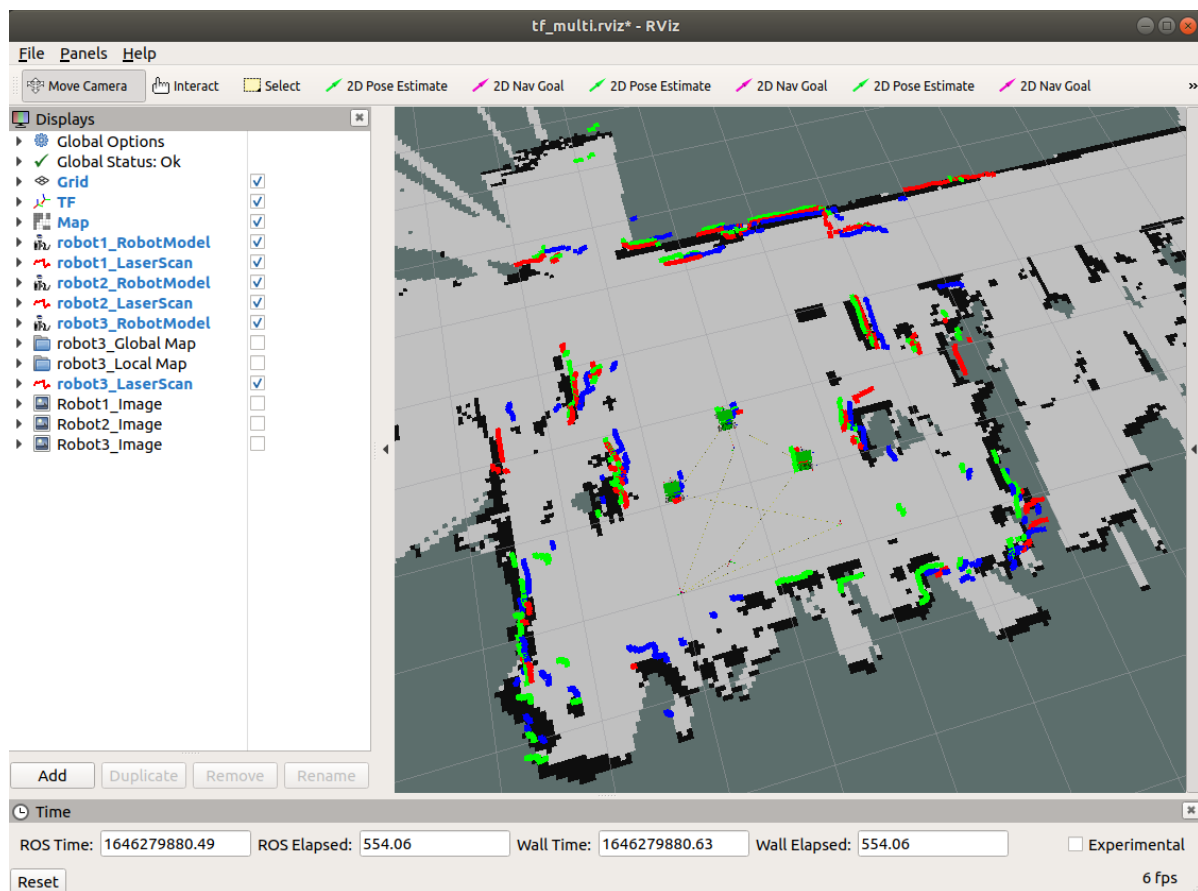 tf_multi.rviz* - RViz
File Panels Help
Move Camera Interact Select 2D Pose Estimate 2D Nav Goal 2D Pose Estimate 2D Nav Goal 2D Pose Estimate 2D Nav Goal »
Displays
Global Options
Global Status: Ok
Grid
TF
Map
robot1_RobotModel
robot1_LaserScan
robot2_RobotModel
robot2_LaserScan
robot3_RobotModel
robot3_Global Map
robot3_Local Map
robot3_LaserScan
Robot1_Image
Robot2_Image
Robot3_Image
Add Duplicate Remove Rename
Time
ROS Time: 1646279880.49 ROS Elapsed: 554.06 Wall Time: 1646279880.63 Wall Elapsed: 554.06 Experimental
Reset 6 fps